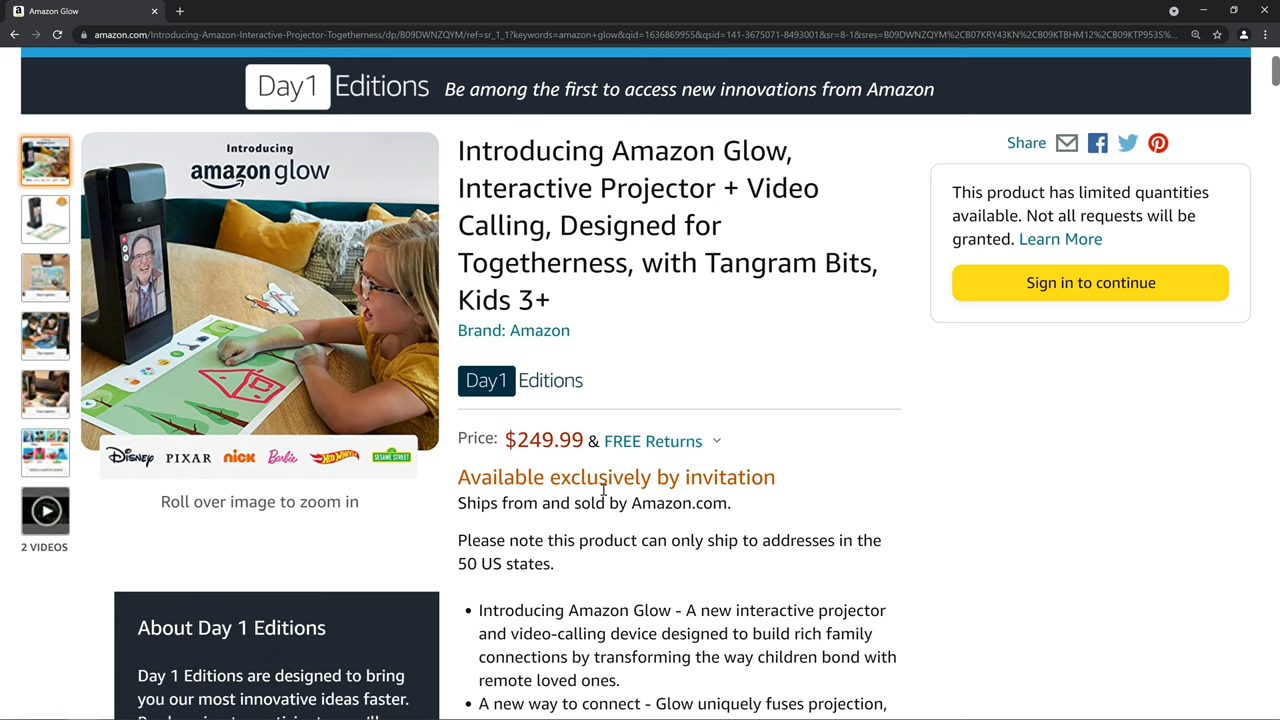 Amazon Glow
amazon.com/Introducing-Amazon-Interactive-Projector-Togetherness/dp/B09DWNZQYM/ref=sr_1_1?keywords=amazon+glow&qid=1636869955&qsid=141-3675071-8493001&sr=8-1&sres=B09DWNZQYM%2CB07KRY43KN%2CB09KTBHM12%2CB09KTP953S%...
Day1 Editions Be among the first to access new innovations from Amazon
Share
Introducing
amazon glow
Introducing Amazon Glow,
Interactive Projector + Video
Calling, Designed for
Togetherness, with Tangram Bits,
Kids 3+
Brand: Amazon
Day1 Editions
This product has limited quantities
available. Not all requests will be
granted. Learn More
Sign in to continue
Price: $249.99 & FREE Returns
Available exclusively by invitation
Ships from and sold by Amazon.com.
Please note this product can only ship to addresses in the
50 US states.
DISNEY PIXAR nick Barbie Hot Wheels SESAME STREET
Roll over image to zoom in
2 VIDEOS
About Day 1 Editions
Day 1 Editions are designed to bring
you our most innovative ideas faster.
• Introducing Amazon Glow - A new interactive projector
and video-calling device designed to build rich family
connections by transforming the way children bond with
remote loved ones.
• A new way to connect - Glow uniquely fuses projection,